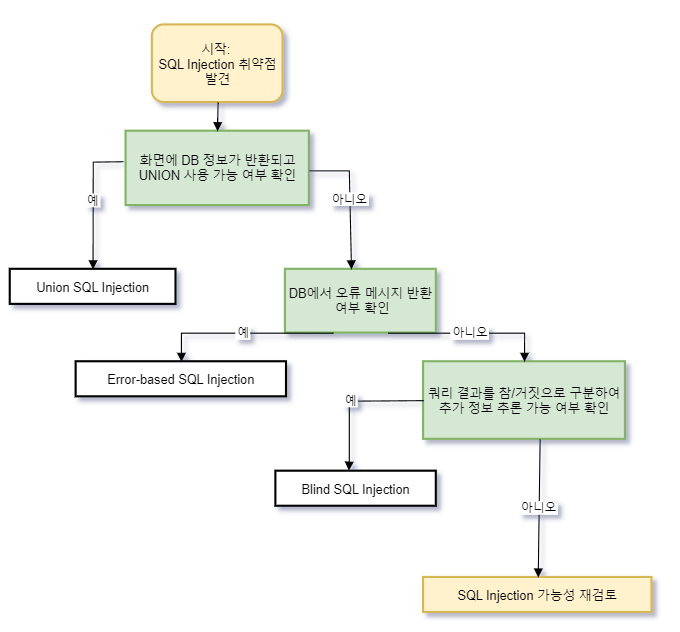 시작:
SQL Injection 취약점
발견
화면에 DB 정보가 반환되고
UNION 사용 가능 여부 확인
예
아니오
Union SQL Injection
DB에서 오류 메시지 반환
여부 확인
예
아니오
Error-based SQL Injection
쿼리 결과를 참/거짓으로 구분하여
추가 정보 추론 가능 여부 확인
예
Blind SQL Injection
아니오
SQL Injection 가능성 재검토